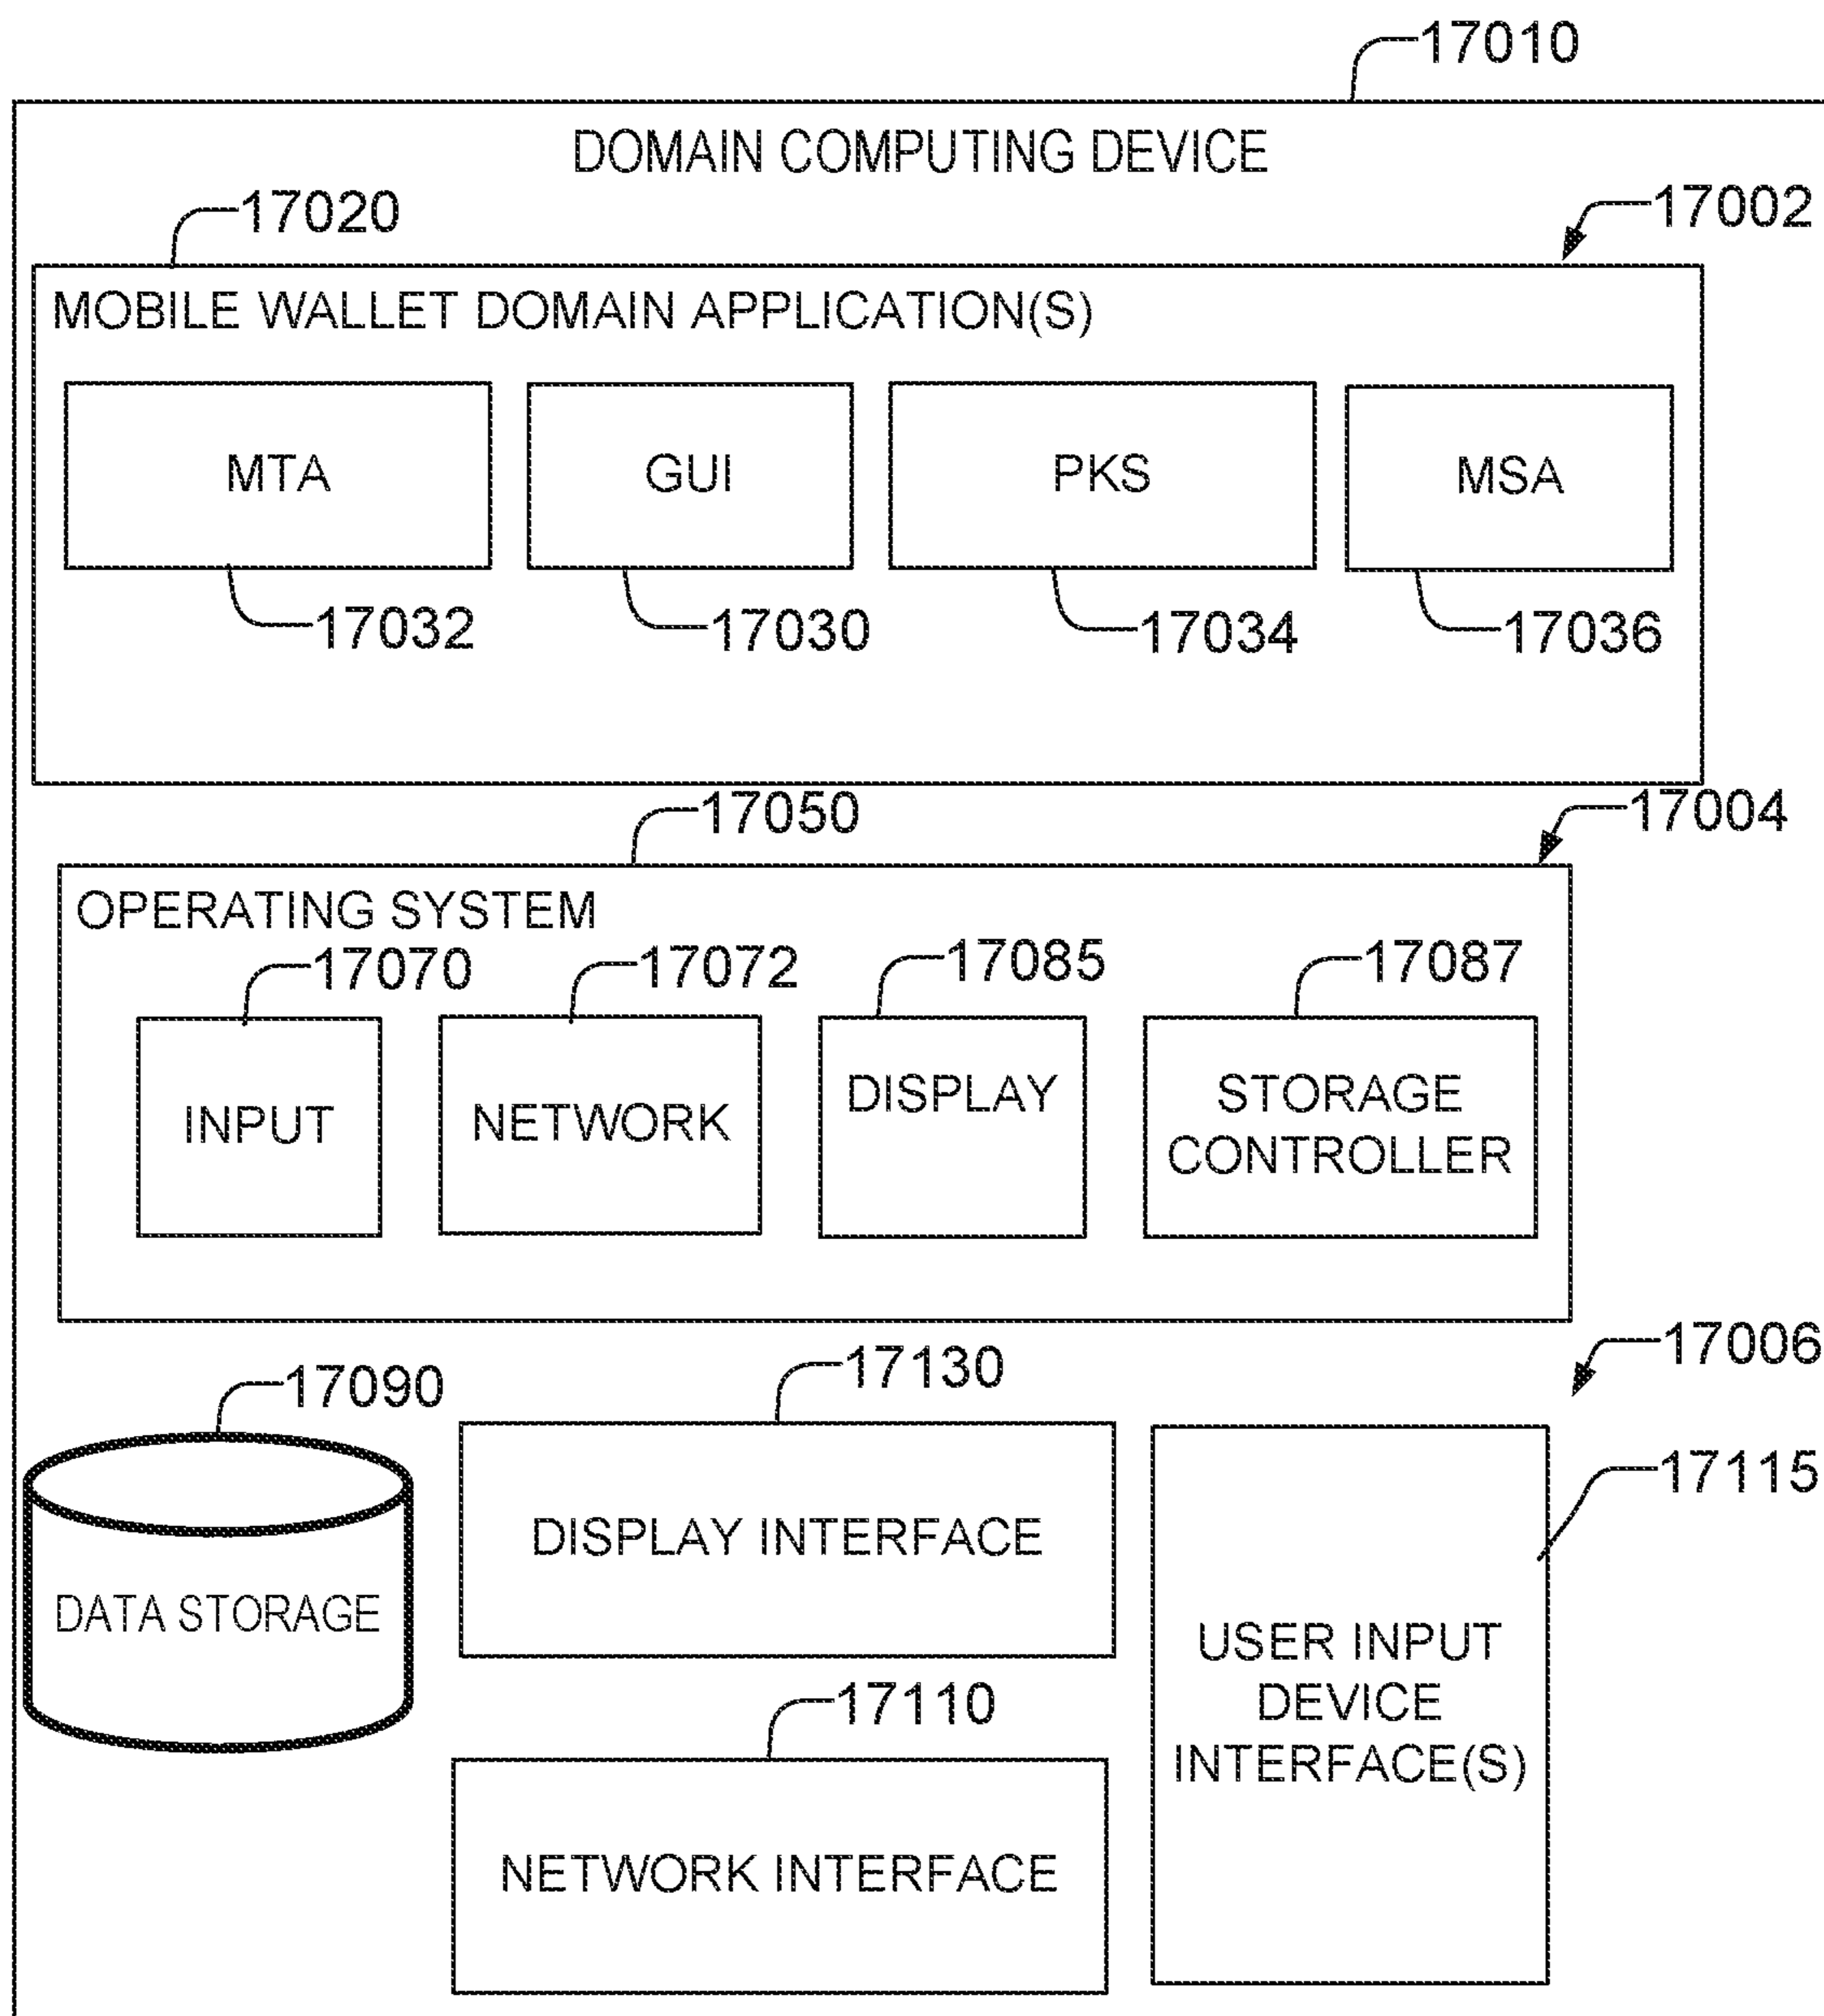 17010
DOMAIN COMPUTING DEVICE
17020
17002
MOBILE WALLET DOMAIN APPLICATION(S)
MTA
GUI
PKS
MSA
17032
17030
17034
17036
17050
17004
OPERATING SYSTEM
17070
17072
17085
17087
INPUT
NETWORK
DISPLAY
STORAGE
CONTROLLER
17006
17090
17130
17115
DATA STORAGE
DISPLAY INTERFACE
USER INPUT
DEVICE
INTERFACE(S)
17110
NETWORK INTERFACE